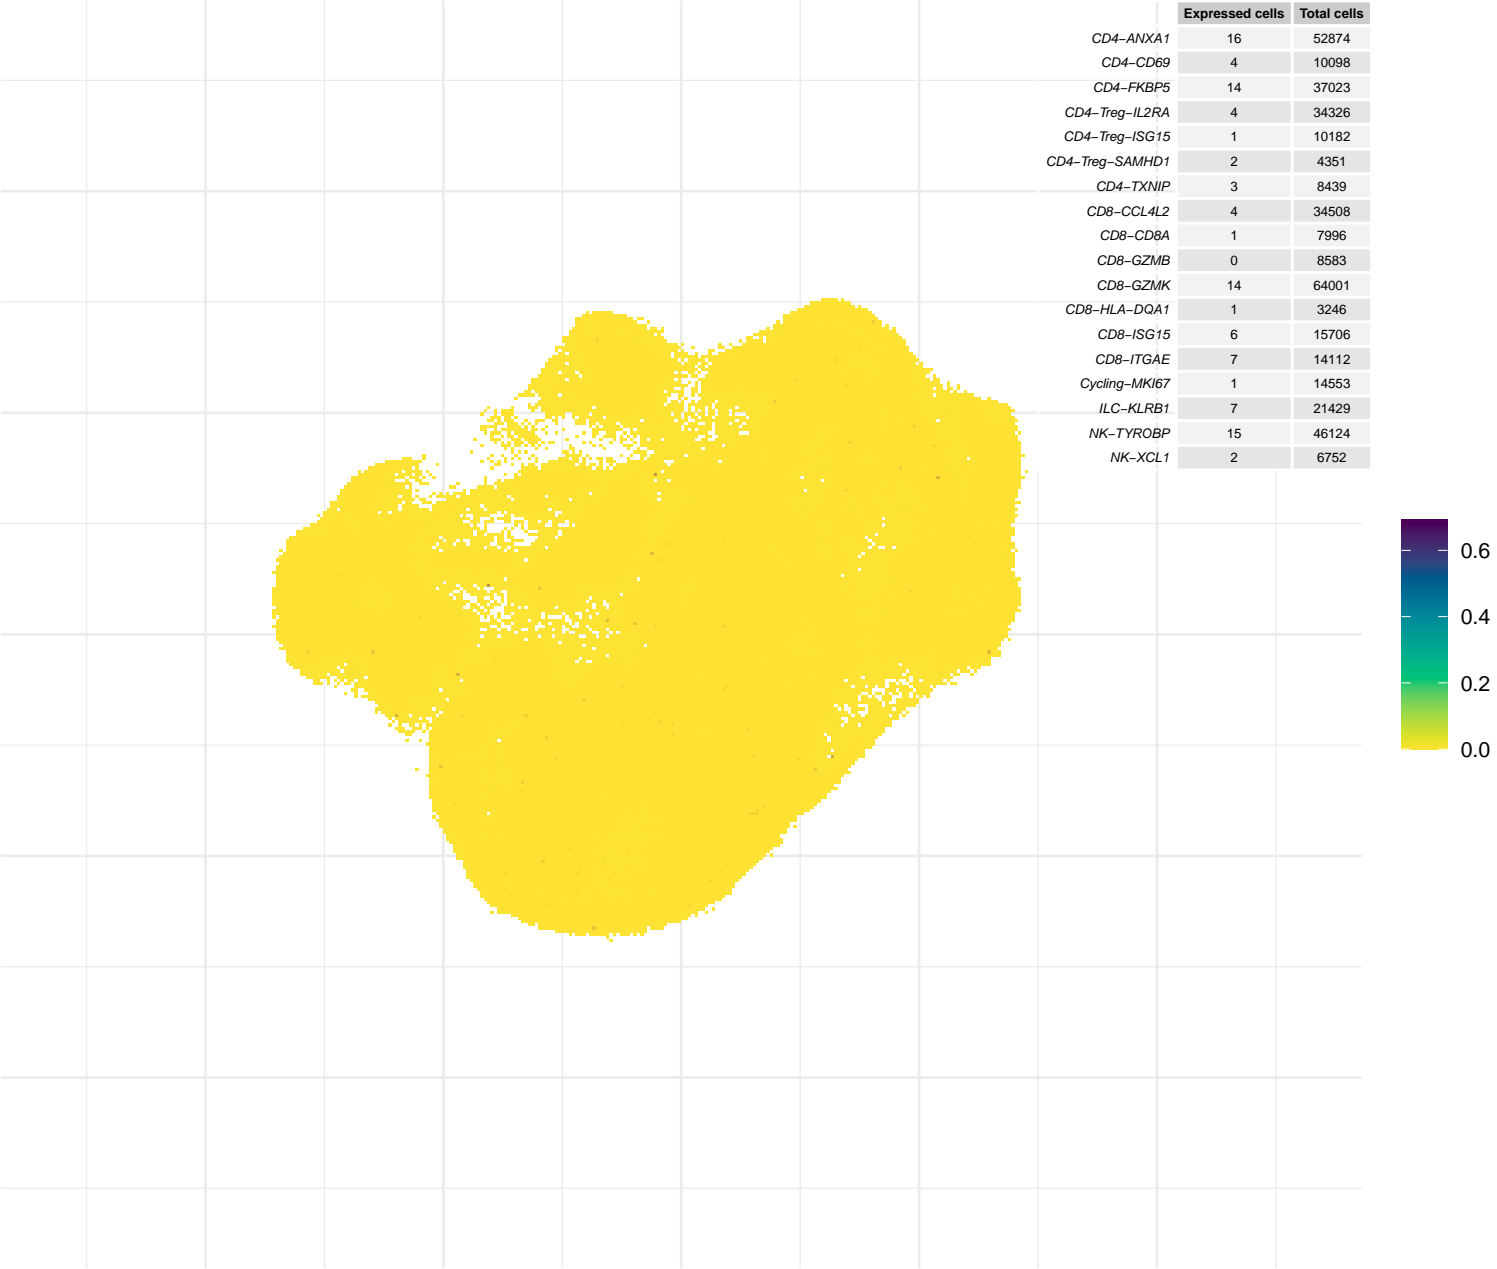 Expressed cells Total cells
CD4−ANXA1 16 52874
CD4−CD69 4 10098
CD4−FKBP5 14 37023
CD4−Treg−IL2RA 4 34326
CD4−Treg−ISG15 1 10182
CD4−Treg−SAMHD1 2 4351
CD4−TXNIP 3 8439
CD8−CCL4L2 4 34508
CD8−CD8A 1 7996
CD8−GZMB 0 8583
CD8−GZMK 14 64001
CD8−HLA−DQA1 1 3246
CD8−ISG15 6 15706
CD8−ITGAE 7 14112
Cycling−MKI67 1 14553
ILC−KLRB1 7 21429
NK−TYROBP 15 46124
NK−XCL1 2 6752
0.6
0.4
0.2
0.0